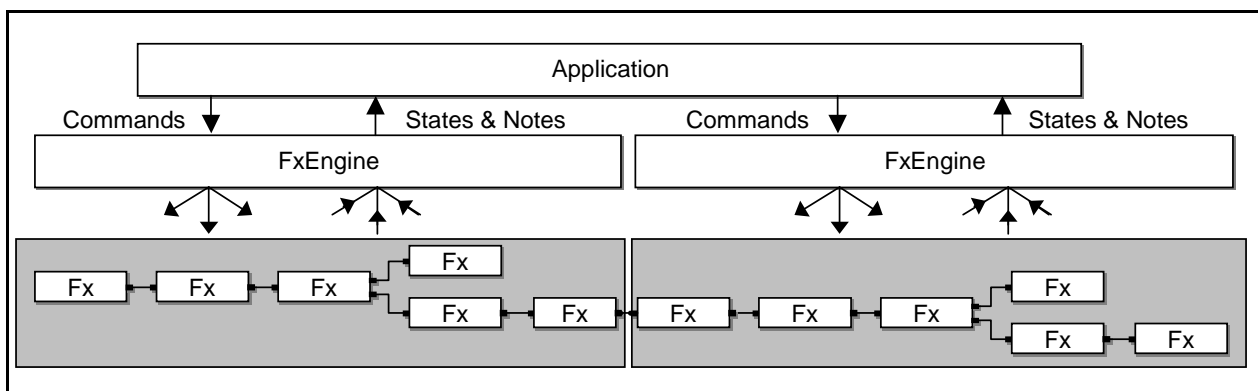 Application
Commands States & Notes Commands States & Notes
FxEngine FxEngine
Fx Fx
Fx Fx Fx Fx Fx Fx
Fx Fx Fx Fx